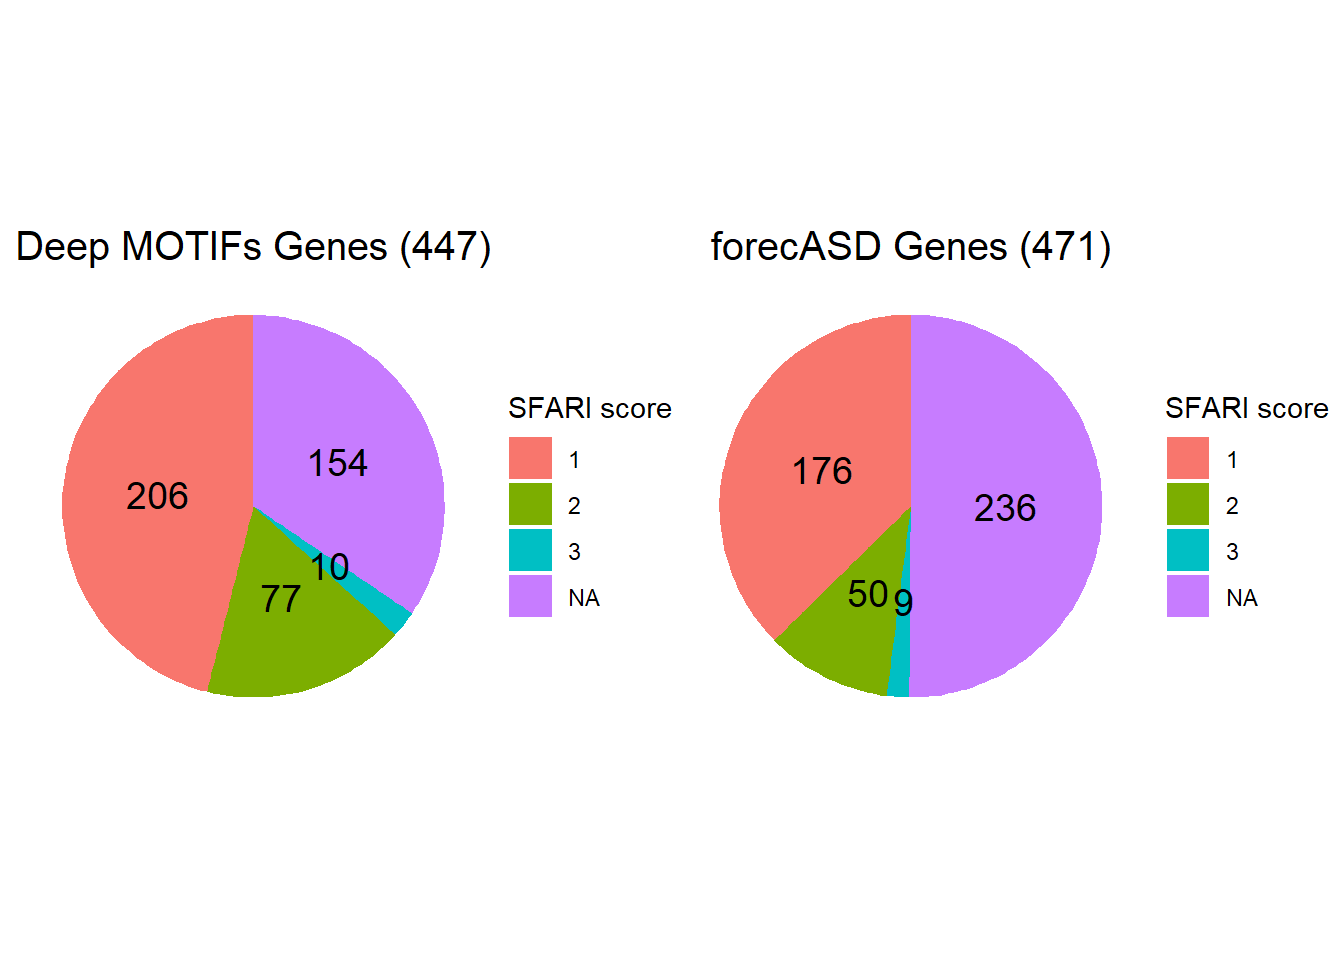 Deep MOTIFs Genes (447)
154
206
10
77
SFARI score
1
2
3
NA
forecASD Genes (471)
176
236
50
9
SFARI score
1
2
3
NA